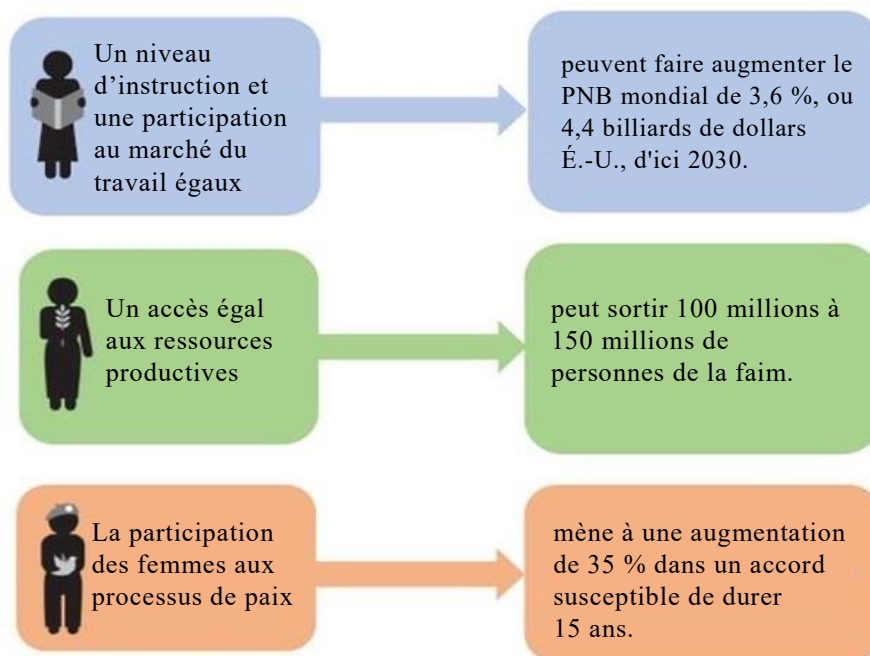 Un niveau
d’instruction et
une participation
au marché du
travail égaux
peuvent faire augmenter le
PNB mondial de 3,6 %, ou
4,4 billiards de dollars
É.-U., d'ici 2030.
Un accès égal
aux ressources
productives
peut sortir 100 millions à
150 millions de
personnes de la faim.
La participation
des femmes aux
processus de paix
mène à une augmentation
de 35 % dans un accord
susceptible de durer
15 ans.